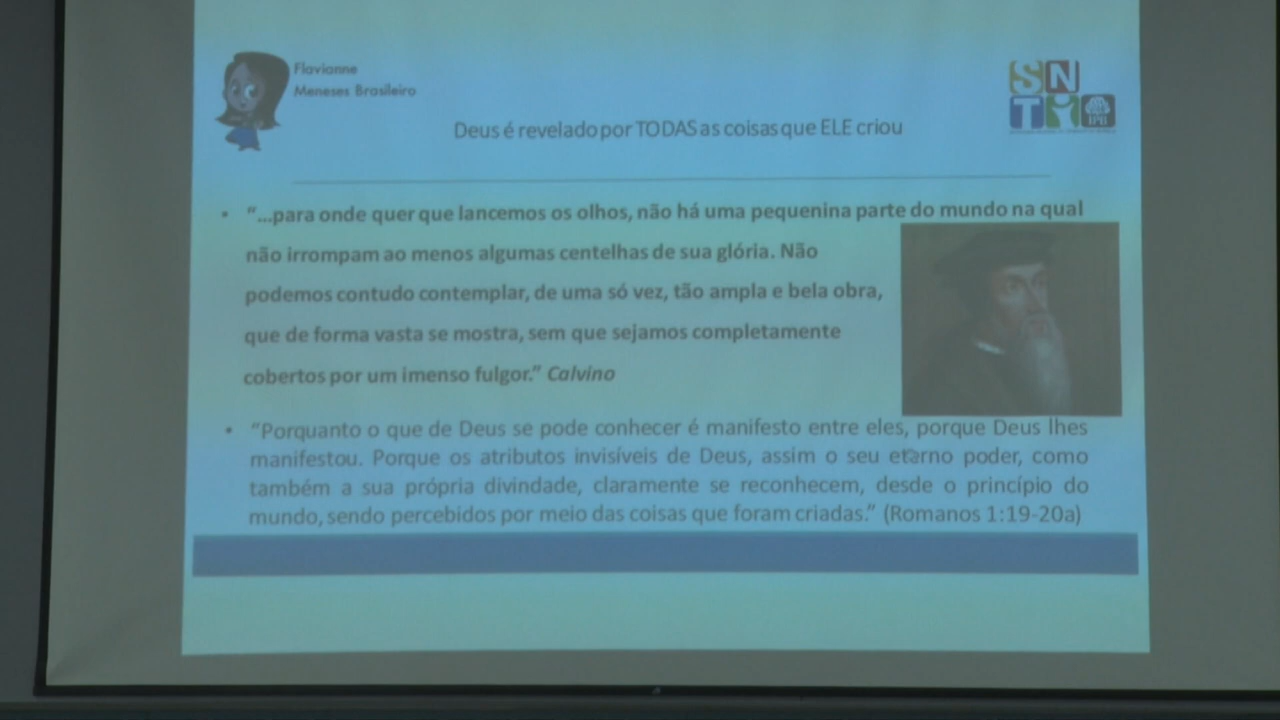 Flavianne
Meneses Brasileiro
SN
T
IPB
Deus é revelado por TODAS as coisas que ELE criou
• “...para onde quer que lancemos os olhos, não há uma pequenina parte do mundo na qual
não irrompam ao menos algumas centelhas de sua glória. Não
podemos contudo contemplar, de uma só vez, tão ampla e bela obra,
que de forma vasta se mostra, sem que sejamos completamente
cobertos por um imenso fulgor.” Calvino
• “Porquanto o que de Deus se pode conhecer é manifesto entre eles, porque Deus lhes
manifestou. Porque os atributos invisíveis de Deus, assim o seu eterno poder, como
também a sua própria divindade, claramente se reconhecem, desde o princípio do
mundo, sendo percebidos por meio das coisas que foram criadas.” (Romanos 1:19-20a)